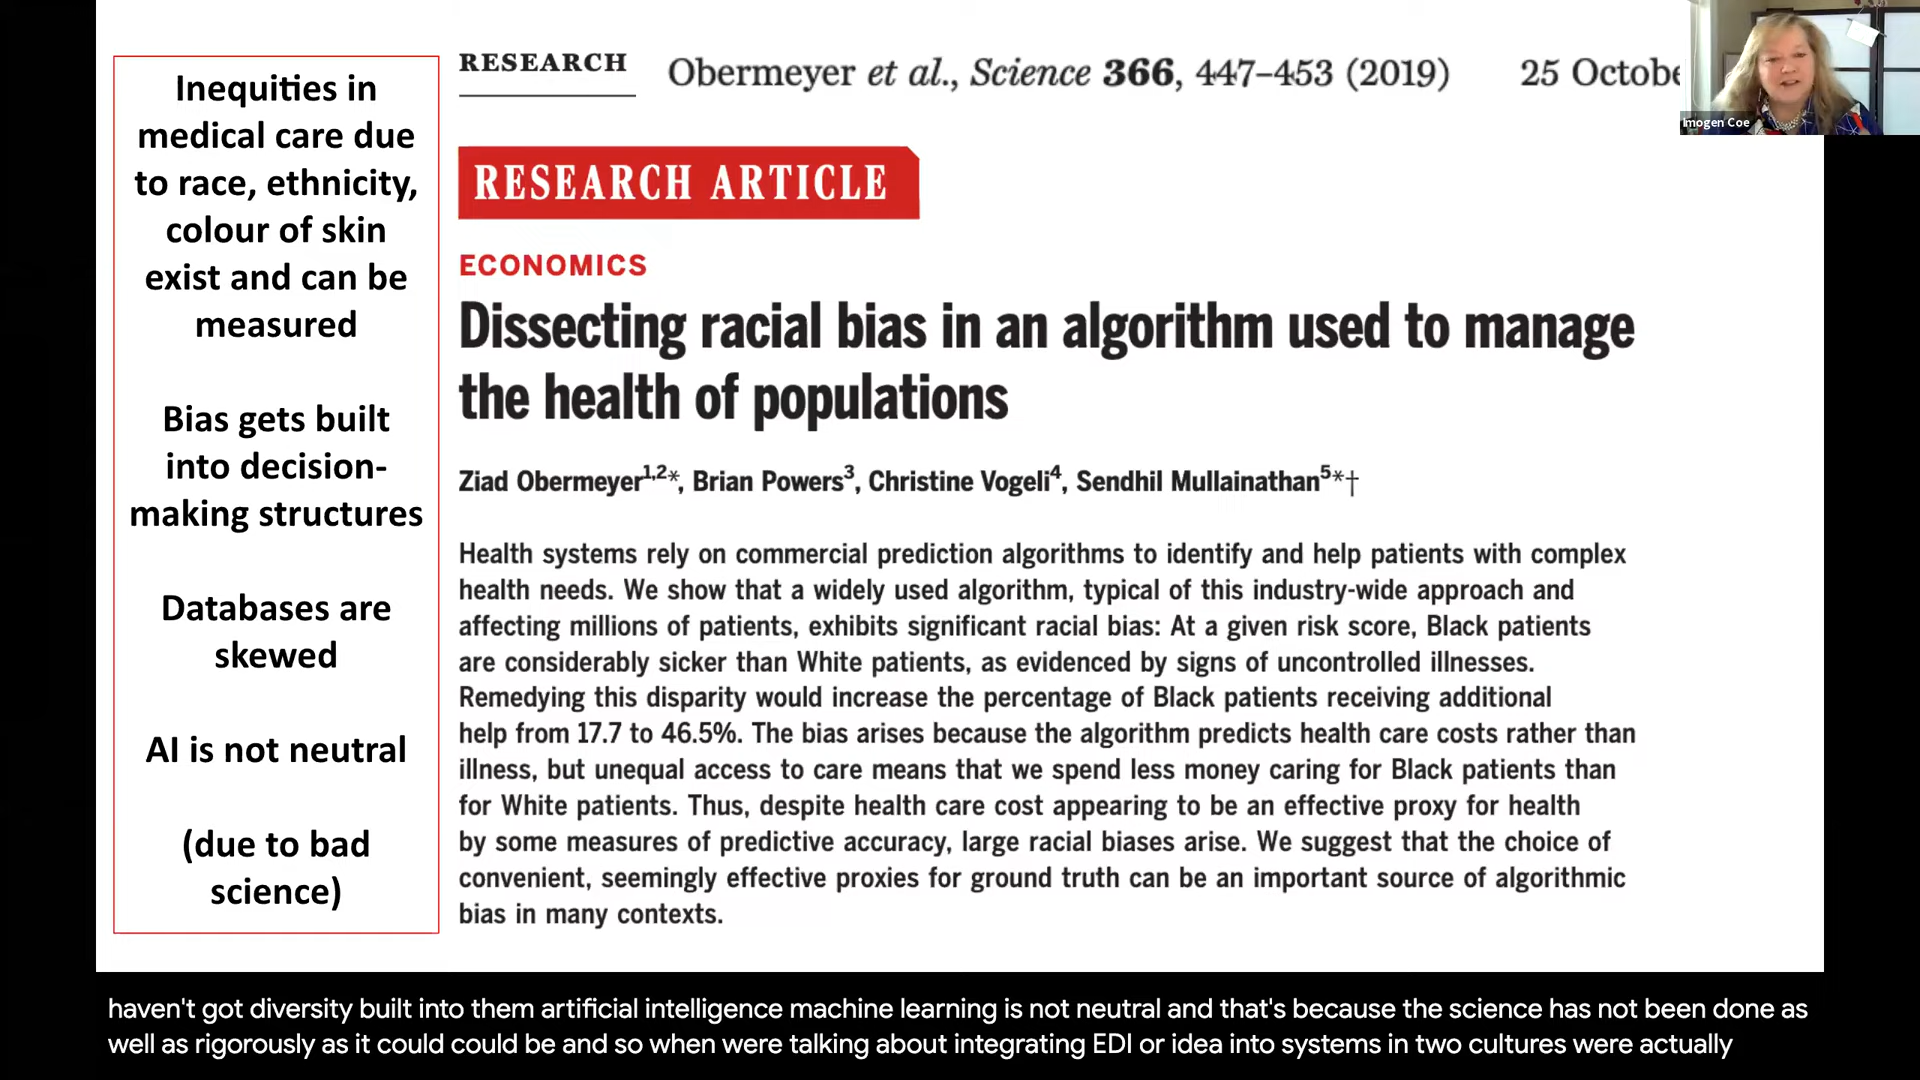 Inequities in
medical care due
to race, ethnicity,
colour of skin
exist and can be
measured
Bias gets built
into decision-
making structures
Databases are
skewed
AI is not neutral
(due to bad
science)
RESEARCH
Obermeyer et al., Science 366, 447–453 (2019) 25 Octobe
RESEARCH ARTICLE
ECONOMICS
Dissecting racial bias in an algorithm used to manage
the health of populations
Ziad Obermeyer1,2*, Brian Powers3, Christine Vogeli4, Sendhil Mullainathan5*†
Health systems rely on commercial prediction algorithms to identify and help patients with complex
health needs. We show that a widely used algorithm, typical of this industry-wide approach and
affecting millions of patients, exhibits significant racial bias: At a given risk score, Black patients
are considerably sicker than White patients, as evidenced by signs of uncontrolled illnesses.
Remedying this disparity would increase the percentage of Black patients receiving additional
help from 17.7 to 46.5%. The bias arises because the algorithm predicts health care costs rather than
illness, but unequal access to care means that we spend less money caring for Black patients than
for White patients. Thus, despite health care cost appearing to be an effective proxy for health
by some measures of predictive accuracy, large racial biases arise. We suggest that the choice of
convenient, seemingly effective proxies for ground truth can be an important source of algorithmic
bias in many contexts.
Imogen Coe
haven't got diversity built into them artificial intelligence machine learning is not neutral and that's because the science has not been done as
well as rigorously as it could could be and so when were talking about integrating EDI or idea into systems in two cultures were actually